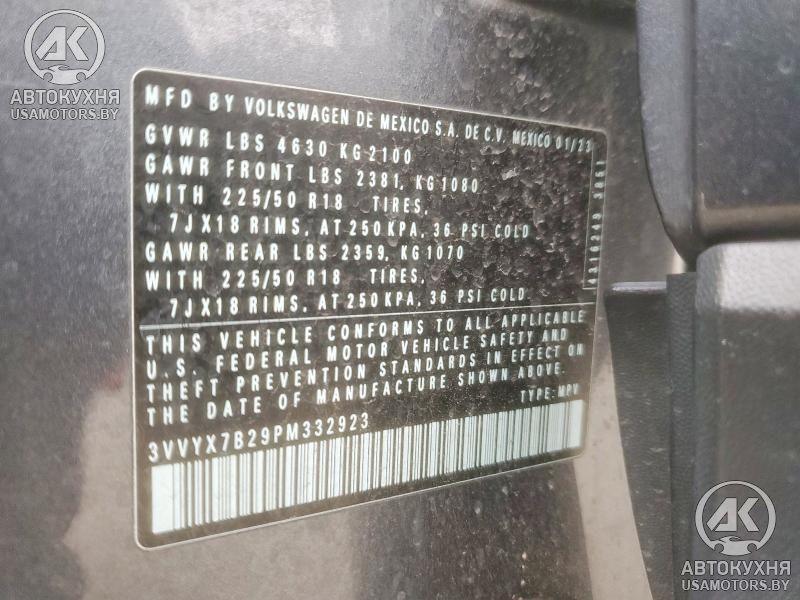 АК
АВТОКУХНЯ
USAMOTORS.BY
MFD BY VOLKSWAGEN DE MEXICO S.A. DE C.V. MEXICO 01/23
GVWR LBS 4630 KG 2100
GAWR FRONT LBS 2381, KG 1080
WITH 225/50 R18 TIRES,
7JX18 RIMS, AT 250 KPA, 36 PSI COLD
GAWR REAR LBS 2359, KG 1070
WITH 225/50 R18 TIRES,
7JX18 RIMS, AT 250 KPA, 36 PSI COLD
THIS VEHICLE CONFORMS TO ALL APPLICABLE
U.S. FEDERAL MOTOR VEHICLE SAFETY AND
THEFT PREVENTION STANDARDS IN EFFECT ON
THE DATE OF MANUFACTURE SHOWN ABOVE.
TYPE: MPV
3VVYX7B29PM332923
АК
АВТОКУХНЯ
USAMOTORS.BY